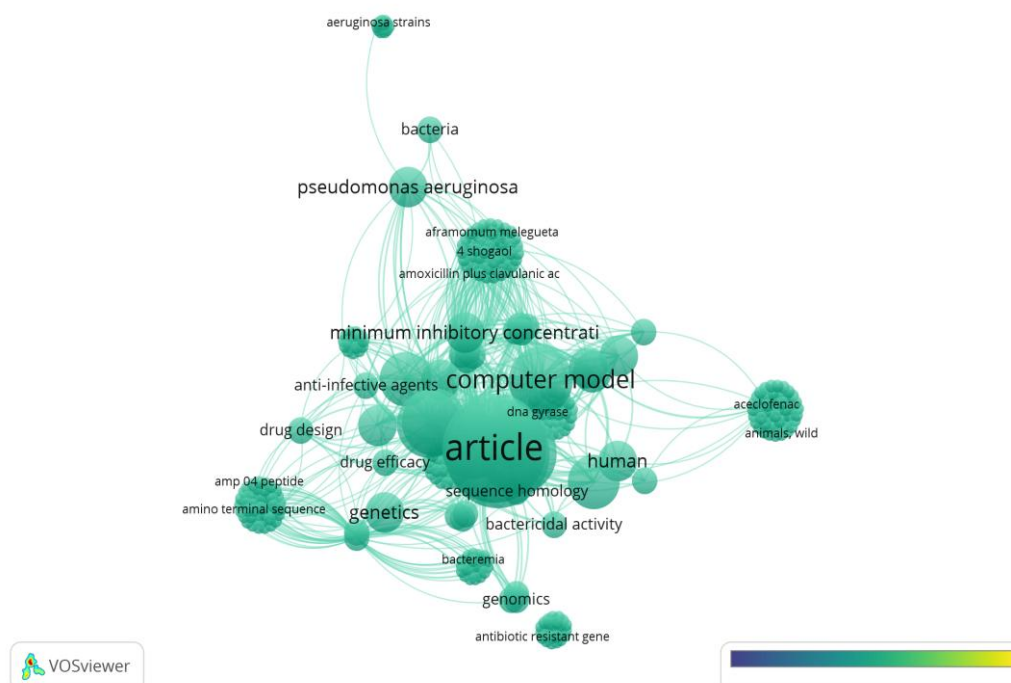 aeruginosa strains
bacteria
pseudomonas aeruginosa
aframomum melegueta
4 shogaol
amoxicillin plus clavulanic ac
minimum inhibitory concentrati
computer model
anti-infective agents
dna gyrase
aceclofenac
drug design
animals, wild
article
drug efficacy
human
amp 04 peptide
sequence homology
amino terminal sequence
genetics
bactericidal activity
bacteremia
genomics
antibiotic resistant gene
VOSviewer